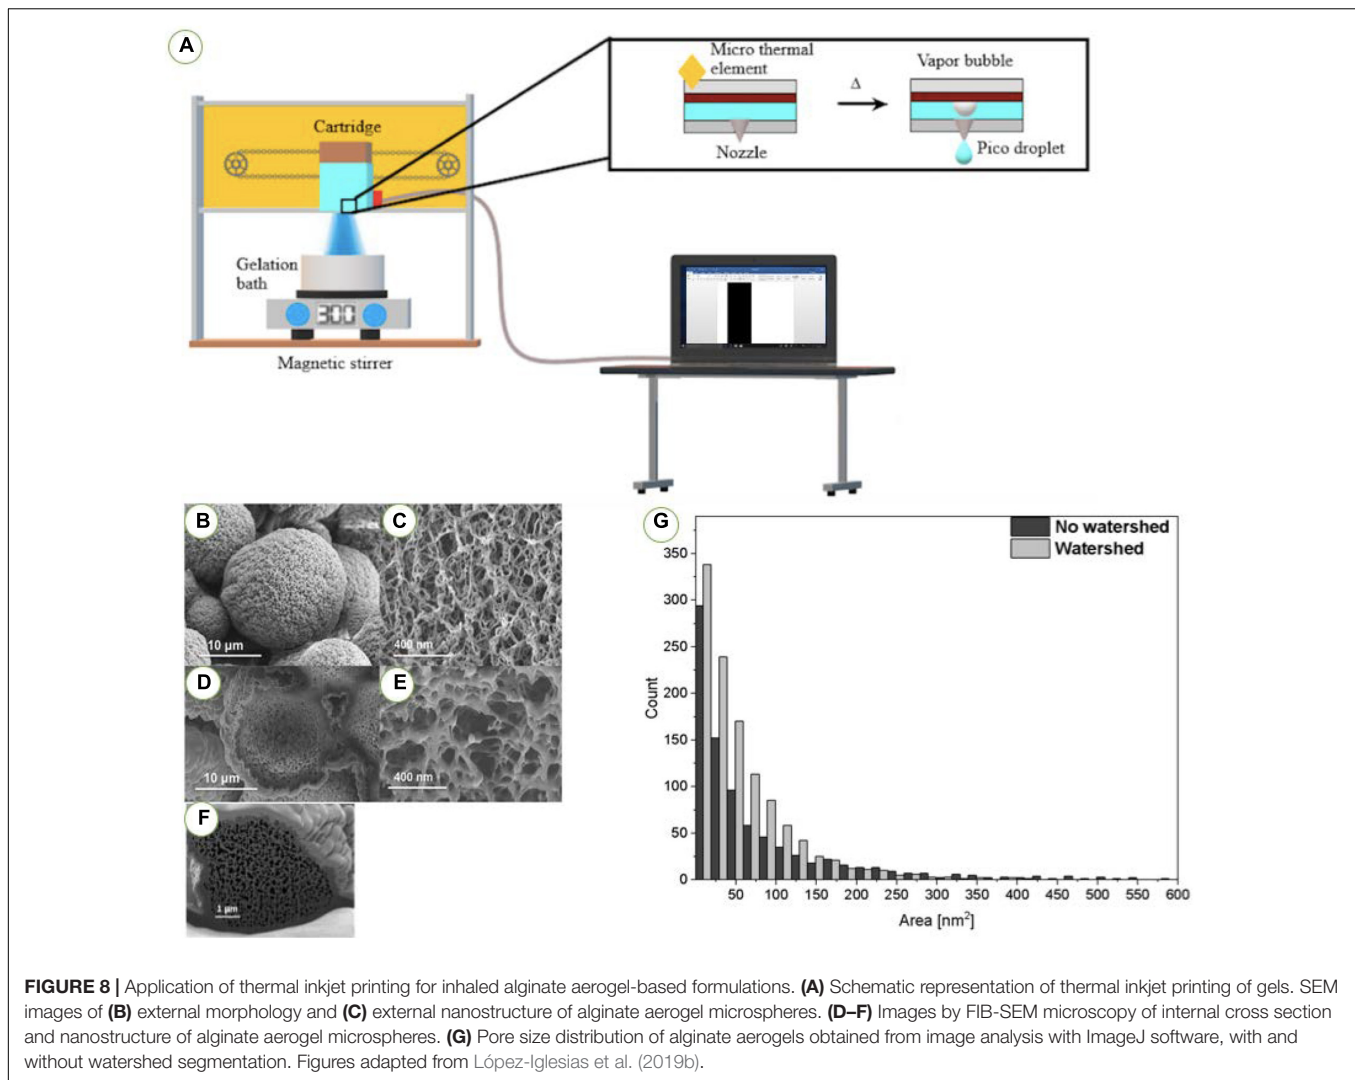 A
Micro thermal
element
Vapor bubble
Δ
Nozzle
Pico droplet
Cartridge
Gelation
bath
300
Magnetic stirrer
B
C
10 µm
400 nm
D
E
10 µm
400 nm
F
1 µm
G
No watershed
Watershed
350
300
250
200
150
100
50
0
Count
50 100 150 200 250 300 350 400 450 500 550 600
Area [nm²]
FIGURE 8 | Application of thermal inkjet printing for inhaled alginate aerogel-based formulations. (A) Schematic representation of thermal inkjet printing of gels. SEM
images of (B) external morphology and (C) external nanostructure of alginate aerogel microspheres. (D–F) Images by FIB-SEM microscopy of internal cross section
and nanostructure of alginate aerogel microspheres. (G) Pore size distribution of alginate aerogels obtained from image analysis with ImageJ software, with and
without watershed segmentation. Figures adapted from López-Iglesias et al. (2019b).